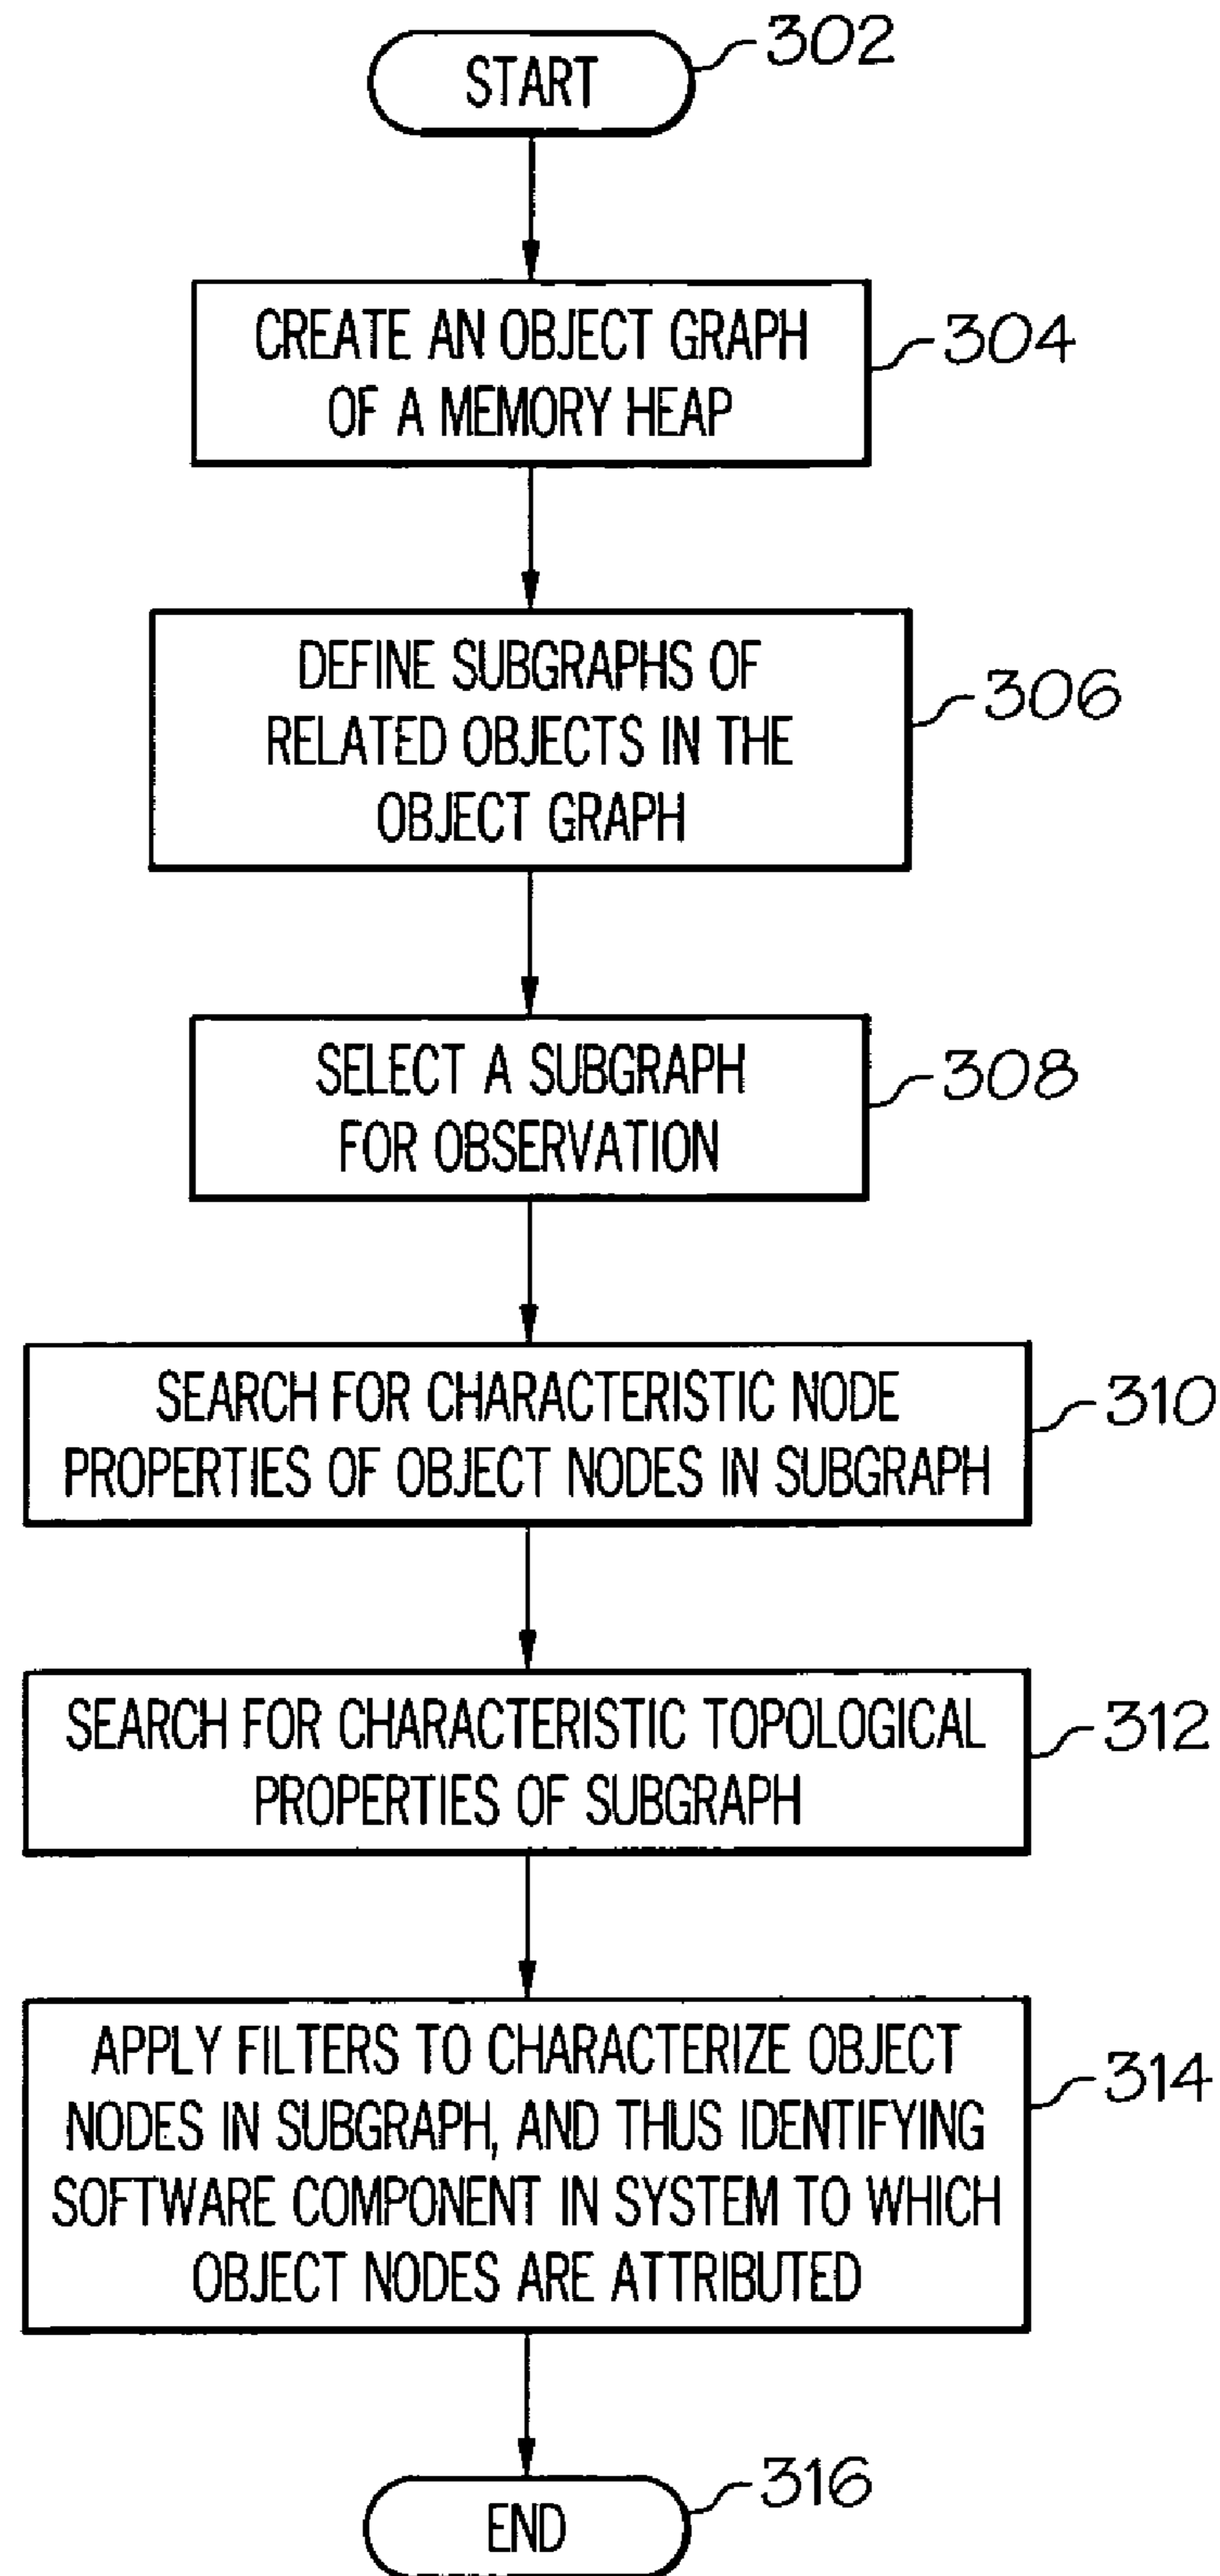 START
302
CREATE AN OBJECT GRAPH
OF A MEMORY HEAP
304
DEFINE SUBGRAPHS OF
RELATED OBJECTS IN THE
OBJECT GRAPH
306
SELECT A SUBGRAPH
FOR OBSERVATION
308
SEARCH FOR CHARACTERISTIC NODE
PROPERTIES OF OBJECT NODES IN SUBGRAPH
310
SEARCH FOR CHARACTERISTIC TOPOLOGICAL
PROPERTIES OF SUBGRAPH
312
APPLY FILTERS TO CHARACTERIZE OBJECT
NODES IN SUBGRAPH, AND THUS IDENTIFYING
SOFTWARE COMPONENT IN SYSTEM TO WHICH
OBJECT NODES ARE ATTRIBUTED
314
END
316